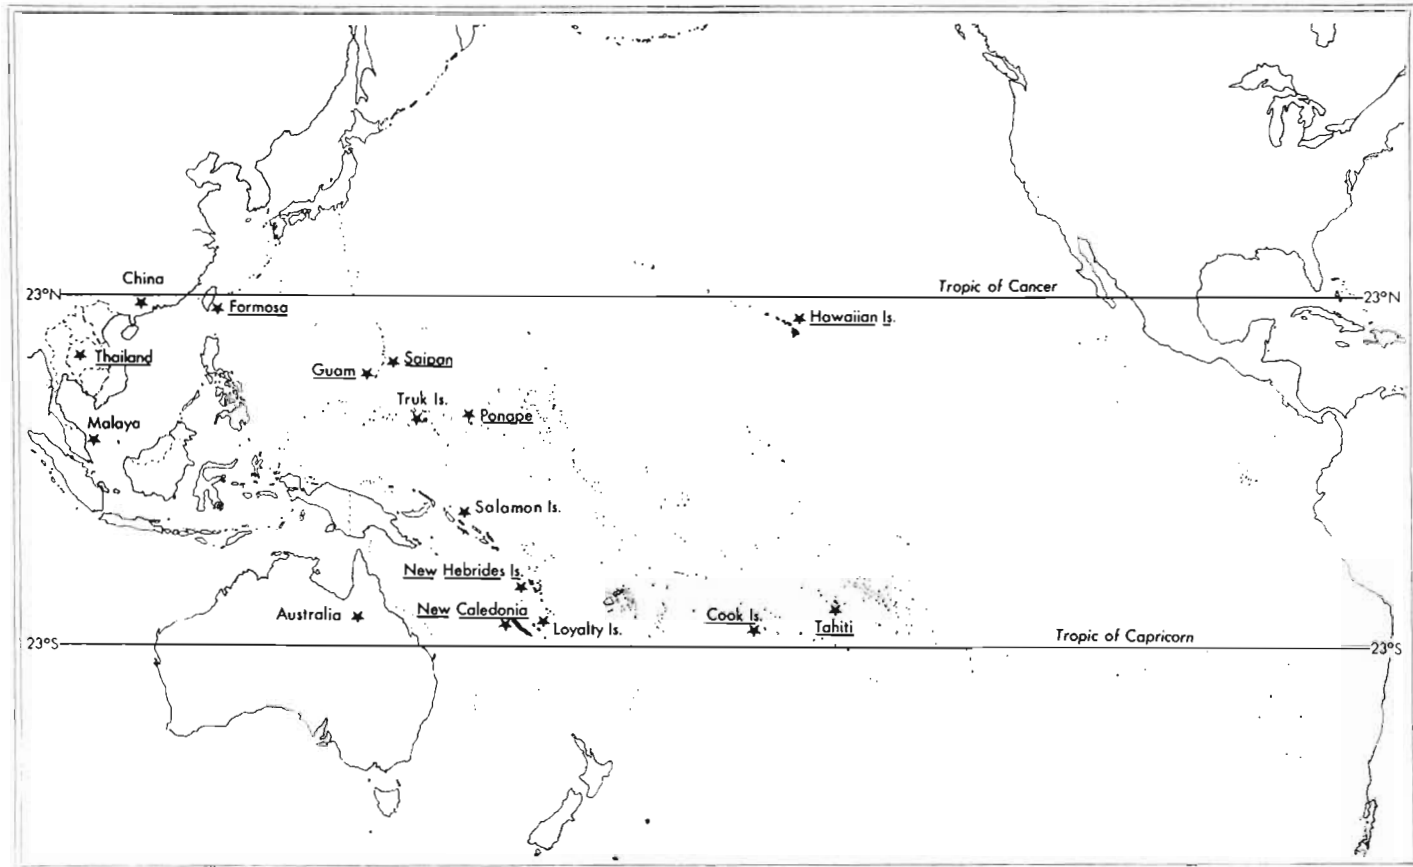 China
23°N
Tropic of Cancer
23°N
Formosa
Hawaiian Is.
Thailand
Saipan
Guam
Truk Is.
Ponape
Malaya
Salamon Is.
New Hebrides Is.
Australia
New Caledonia
Loyalty Is.
Cook Is.
Tahiti
Tropic of Capricorn
23°S
23°S